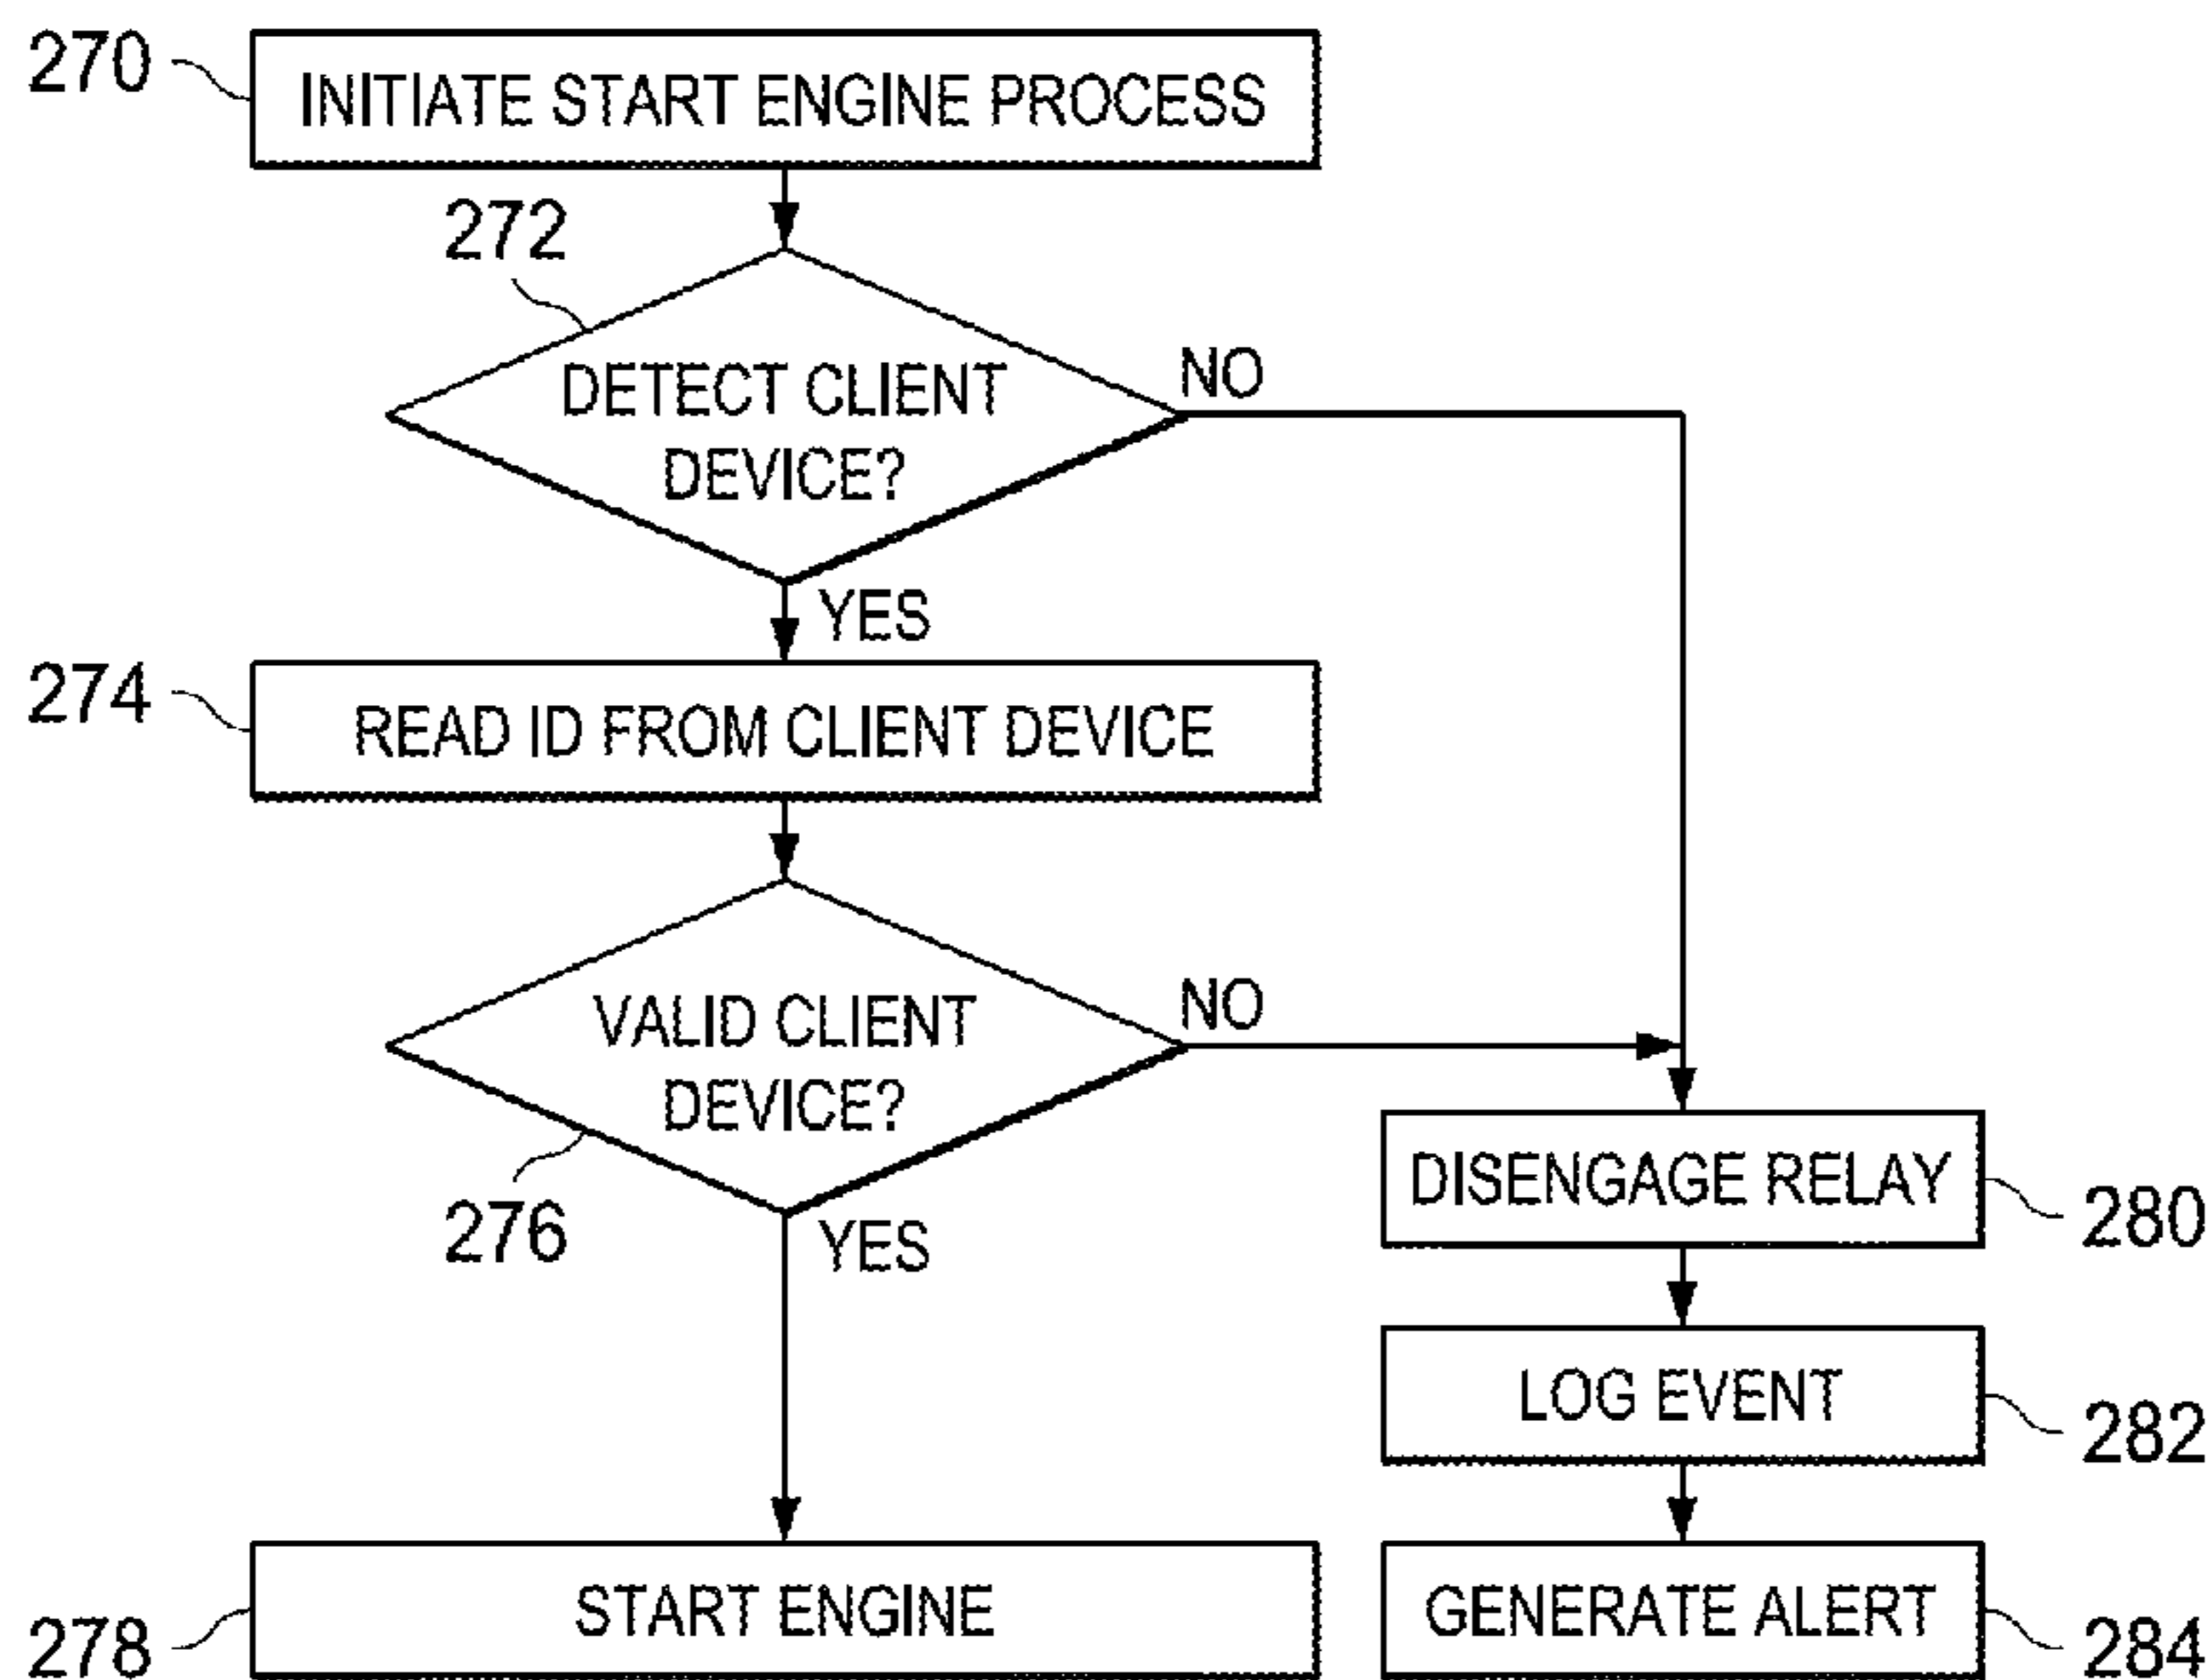 270
INITIATE START ENGINE PROCESS
272
DETECT CLIENT
DEVICE?
NO
YES
274
READ ID FROM CLIENT DEVICE
VALID CLIENT
DEVICE?
NO
276
YES
DISENGAGE RELAY
280
LOG EVENT
282
278
START ENGINE
GENERATE ALERT
284